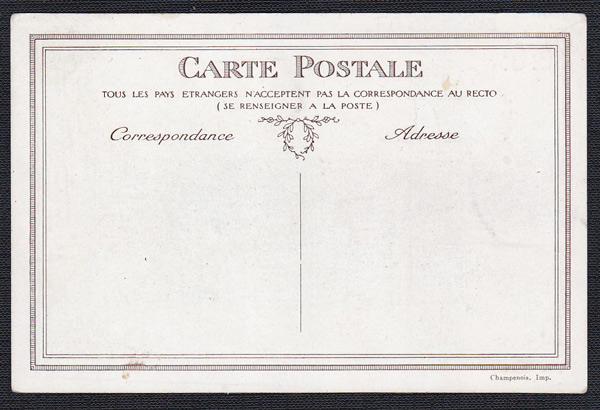 CARTE POSTALE
TOUS LES PAYS ETRANGERS N'ACCEPTENT PAS LA CORRESPONDANCE AU RECTO
(SE RENSEIGNER A LA POSTE)
Correspondance
Adresse
Champenois, Imp.